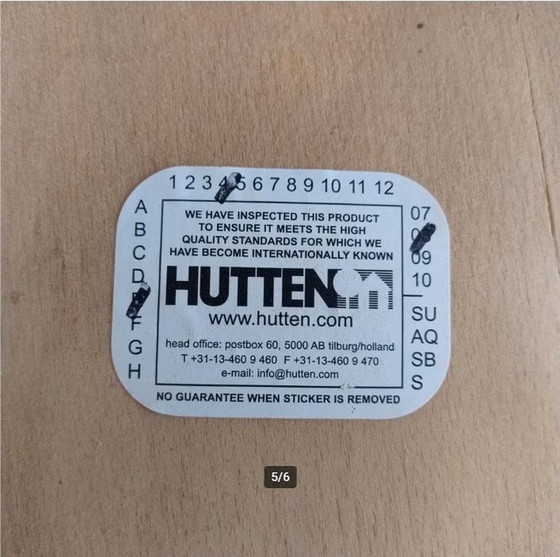 1 2 3 4 5 6 7 8 9 10 11 12
A
B
C
D
F
G
H
WE HAVE INSPECTED THIS PRODUCT
TO ENSURE IT MEETS THE HIGH
QUALITY STANDARDS FOR WHICH WE
HAVE BECOME INTERNATIONALLY KNOWN
HUTTEN
www.hutten.com
head office: postbox 60, 5000 AB tilburg/holland
T +31-13-460 9 460 F +31-13-460 9 470
e-mail: info@hutten.com
07
09
10
SU
AQ
SB
S
NO GUARANTEE WHEN STICKER IS REMOVED
5/6